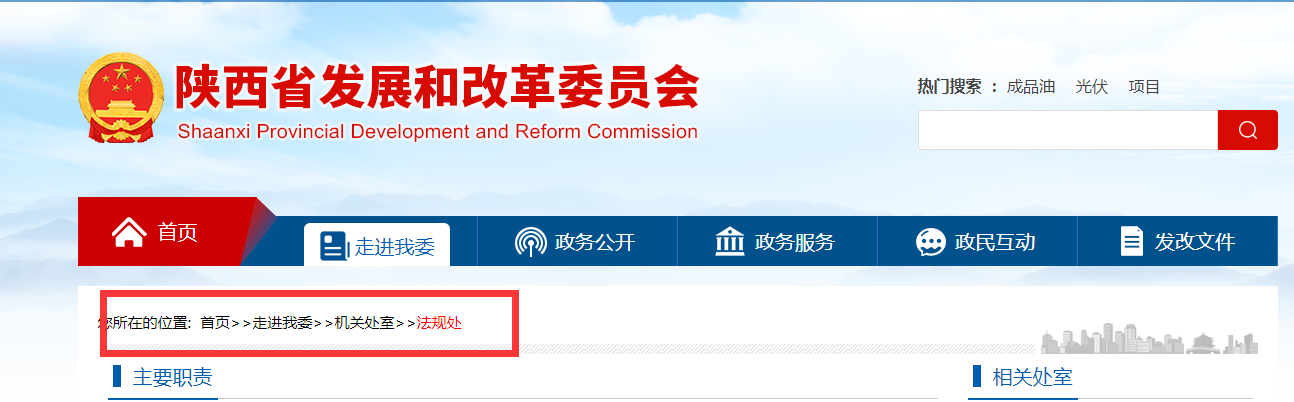 陕西省发展和改革委员会
Shaanxi Provincial Development and Reform Commission
热门搜索 ： 成品油 光伏 项目
首页 走进我委 政务公开 政务服务 政民互动 发改文件
您所在的位置: 首页>>走进我委>>机关处室>>法规处
主要职责 相关处室